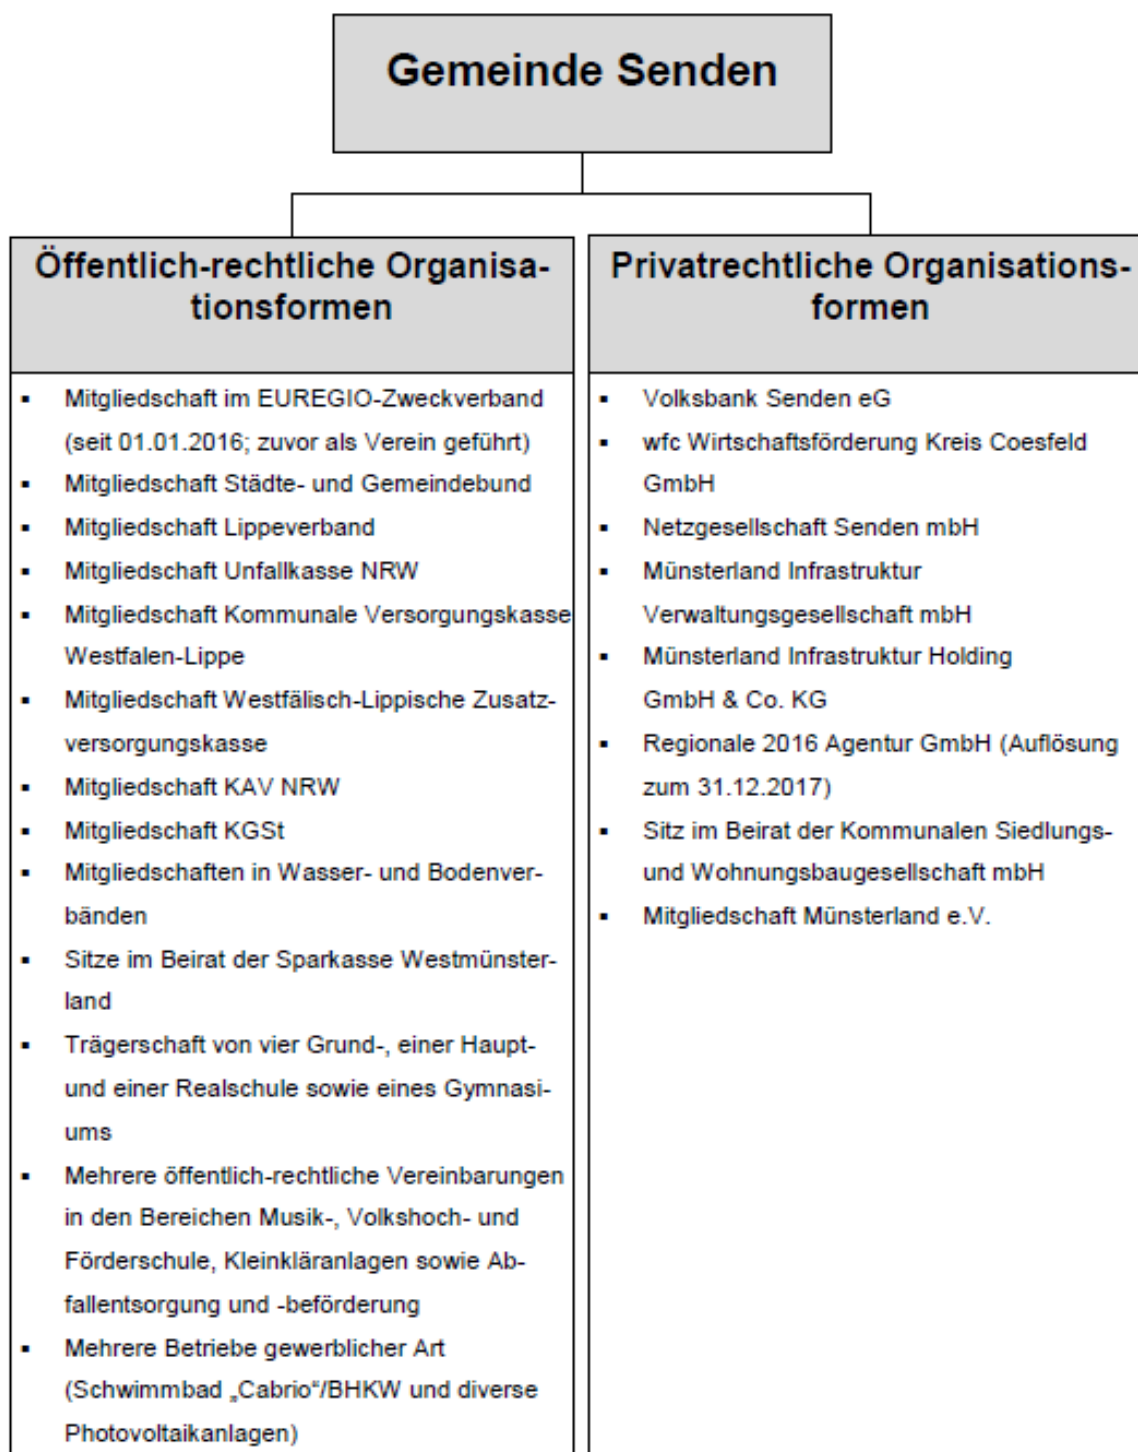 Gemeinde Senden
Öffentlich-rechtliche Organisa-
tionsformen
▪ Mitgliedschaft im EUREGIO-Zweckverband
(seit 01.01.2016; zuvor als Verein geführt)
▪ Mitgliedschaft Städte- und Gemeindebund
▪ Mitgliedschaft Lippeverband
▪ Mitgliedschaft Unfallkasse NRW
▪ Mitgliedschaft Kommunale Versorgungskasse
Westfalen-Lippe
▪ Mitgliedschaft Westfälisch-Lippische Zusatz-
versorgungskasse
▪ Mitgliedschaft KAV NRW
▪ Mitgliedschaft KGSt
▪ Mitgliedschaften in Wasser- und Bodenver-
bänden
▪ Sitze im Beirat der Sparkasse Westmünster-
land
▪ Trägerschaft von vier Grund-, einer Haupt-
und einer Realschule sowie eines Gymnasi-
ums
▪ Mehrere öffentlich-rechtliche Vereinbarungen
in den Bereichen Musik-, Volkshoch- und
Förderschule, Kleinkläranlagen sowie Ab-
fallentsorgung und -beförderung
▪ Mehrere Betriebe gewerblicher Art
(Schwimmbad „Cabrio“/BHKW und diverse
Photovoltaikanlagen)
Privatrechtliche Organisations-
formen
▪ Volksbank Senden eG
▪ wfc Wirtschaftsförderung Kreis Coesfeld
GmbH
▪ Netzgesellschaft Senden mbH
▪ Münsterland Infrastruktur
Verwaltungsgesellschaft mbH
▪ Münsterland Infrastruktur Holding
GmbH & Co. KG
▪ Regionale 2016 Agentur GmbH (Auflösung
zum 31.12.2017)
▪ Sitz im Beirat der Kommunalen Siedlungs-
und Wohnungsbaugesellschaft mbH
▪ Mitgliedschaft Münsterland e.V.